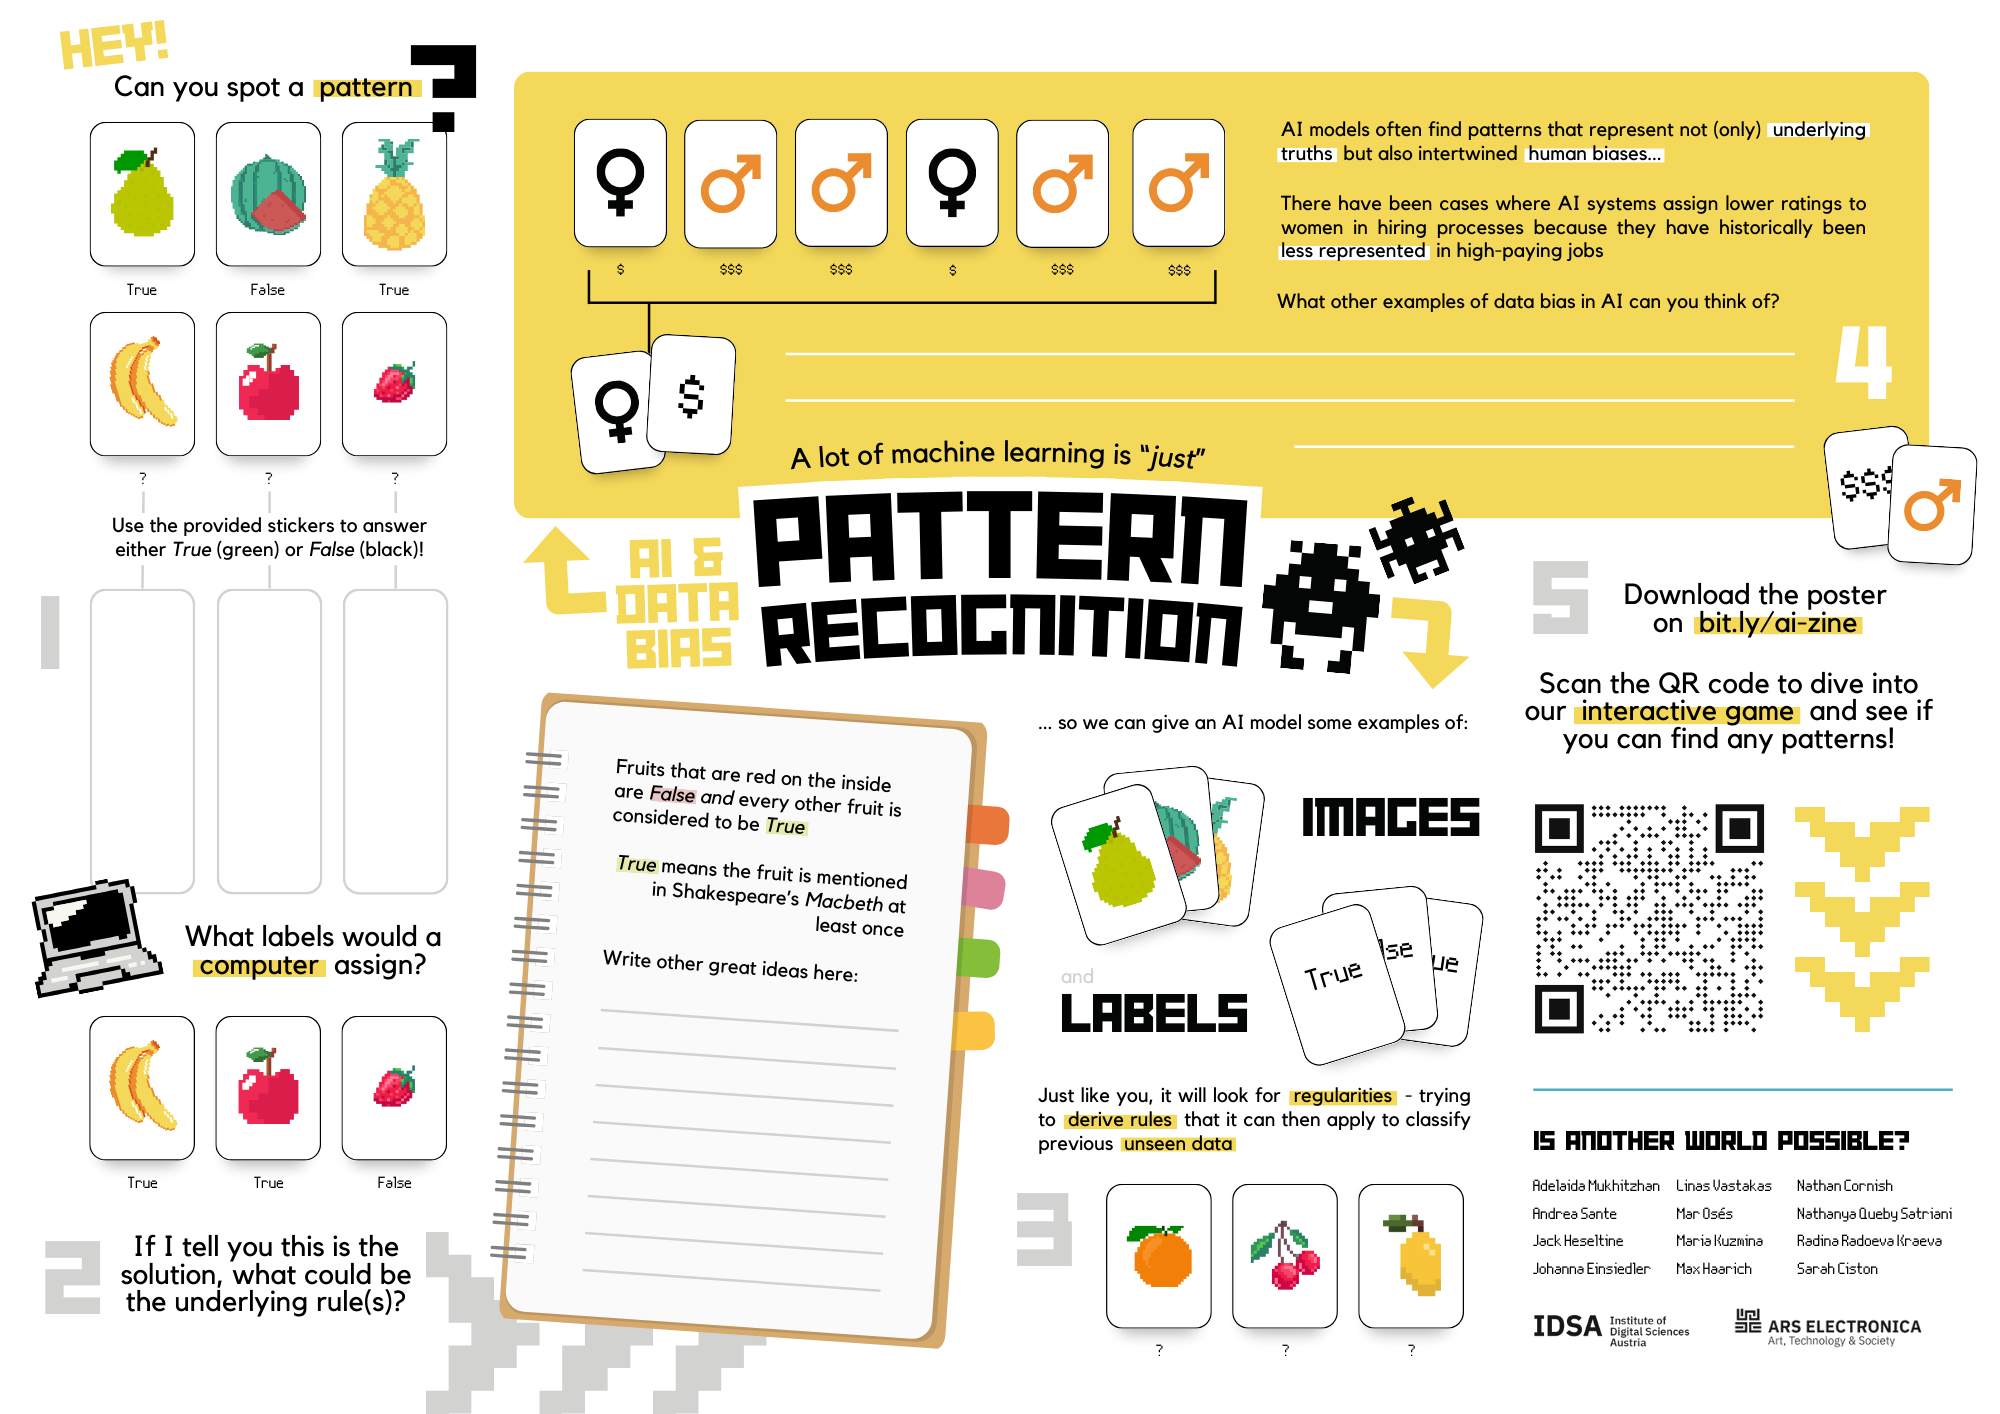 HEY!
Can you spot a pattern ?
True
False
True
?
?
?
Use the provided stickers to answer
either True (green) or False (black)!
1
What labels would a
computer assign?
True
True
False
2
If I tell you this is the
solution, what could be
the underlying rule(s)?
$
$$$
$$$
$
$$$
$$$
$
AI models often find patterns that represent not (only) underlying
truths but also intertwined human biases...
There have been cases where AI systems assign lower ratings to
women in hiring processes because they have historically been
less represented in high-paying jobs
What other examples of data bias in AI can you think of?
4
$$$
A lot of machine learning is "just"
PATTERN
RECOGNITION
AI &
DATA
BIAS
Fruits that are red on the inside
are False and every other fruit is
considered to be True
True means the fruit is mentioned
in Shakespeare's Macbeth at
least once
Write other great ideas here:
... so we can give an AI model some examples of:
IMAGES
and
LABELS
True
lse
ue
Just like you, it will look for regularities - trying
to derive rules that it can then apply to classify
previous unseen data
3
?
?
?
5
Download the poster
on bit.ly/ai-zine
Scan the QR code to dive into
our interactive game and see if
you can find any patterns!
IS ANOTHER WORLD POSSIBLE?
Adelaida Mukhitzhan
Linas Vastakas
Nathan Cornish
Andrea Sante
Mar Osés
Nathanya Queby Satriani
Jack Heseltine
Maria Kuzmina
Radina Radoeva Kraeva
Johanna Einsiedler
Max Haarich
Sarah Ciston
IDSA
Institute of
Digital Sciences
Austria
ARS ELECTRONICA
Art, Technology & Society